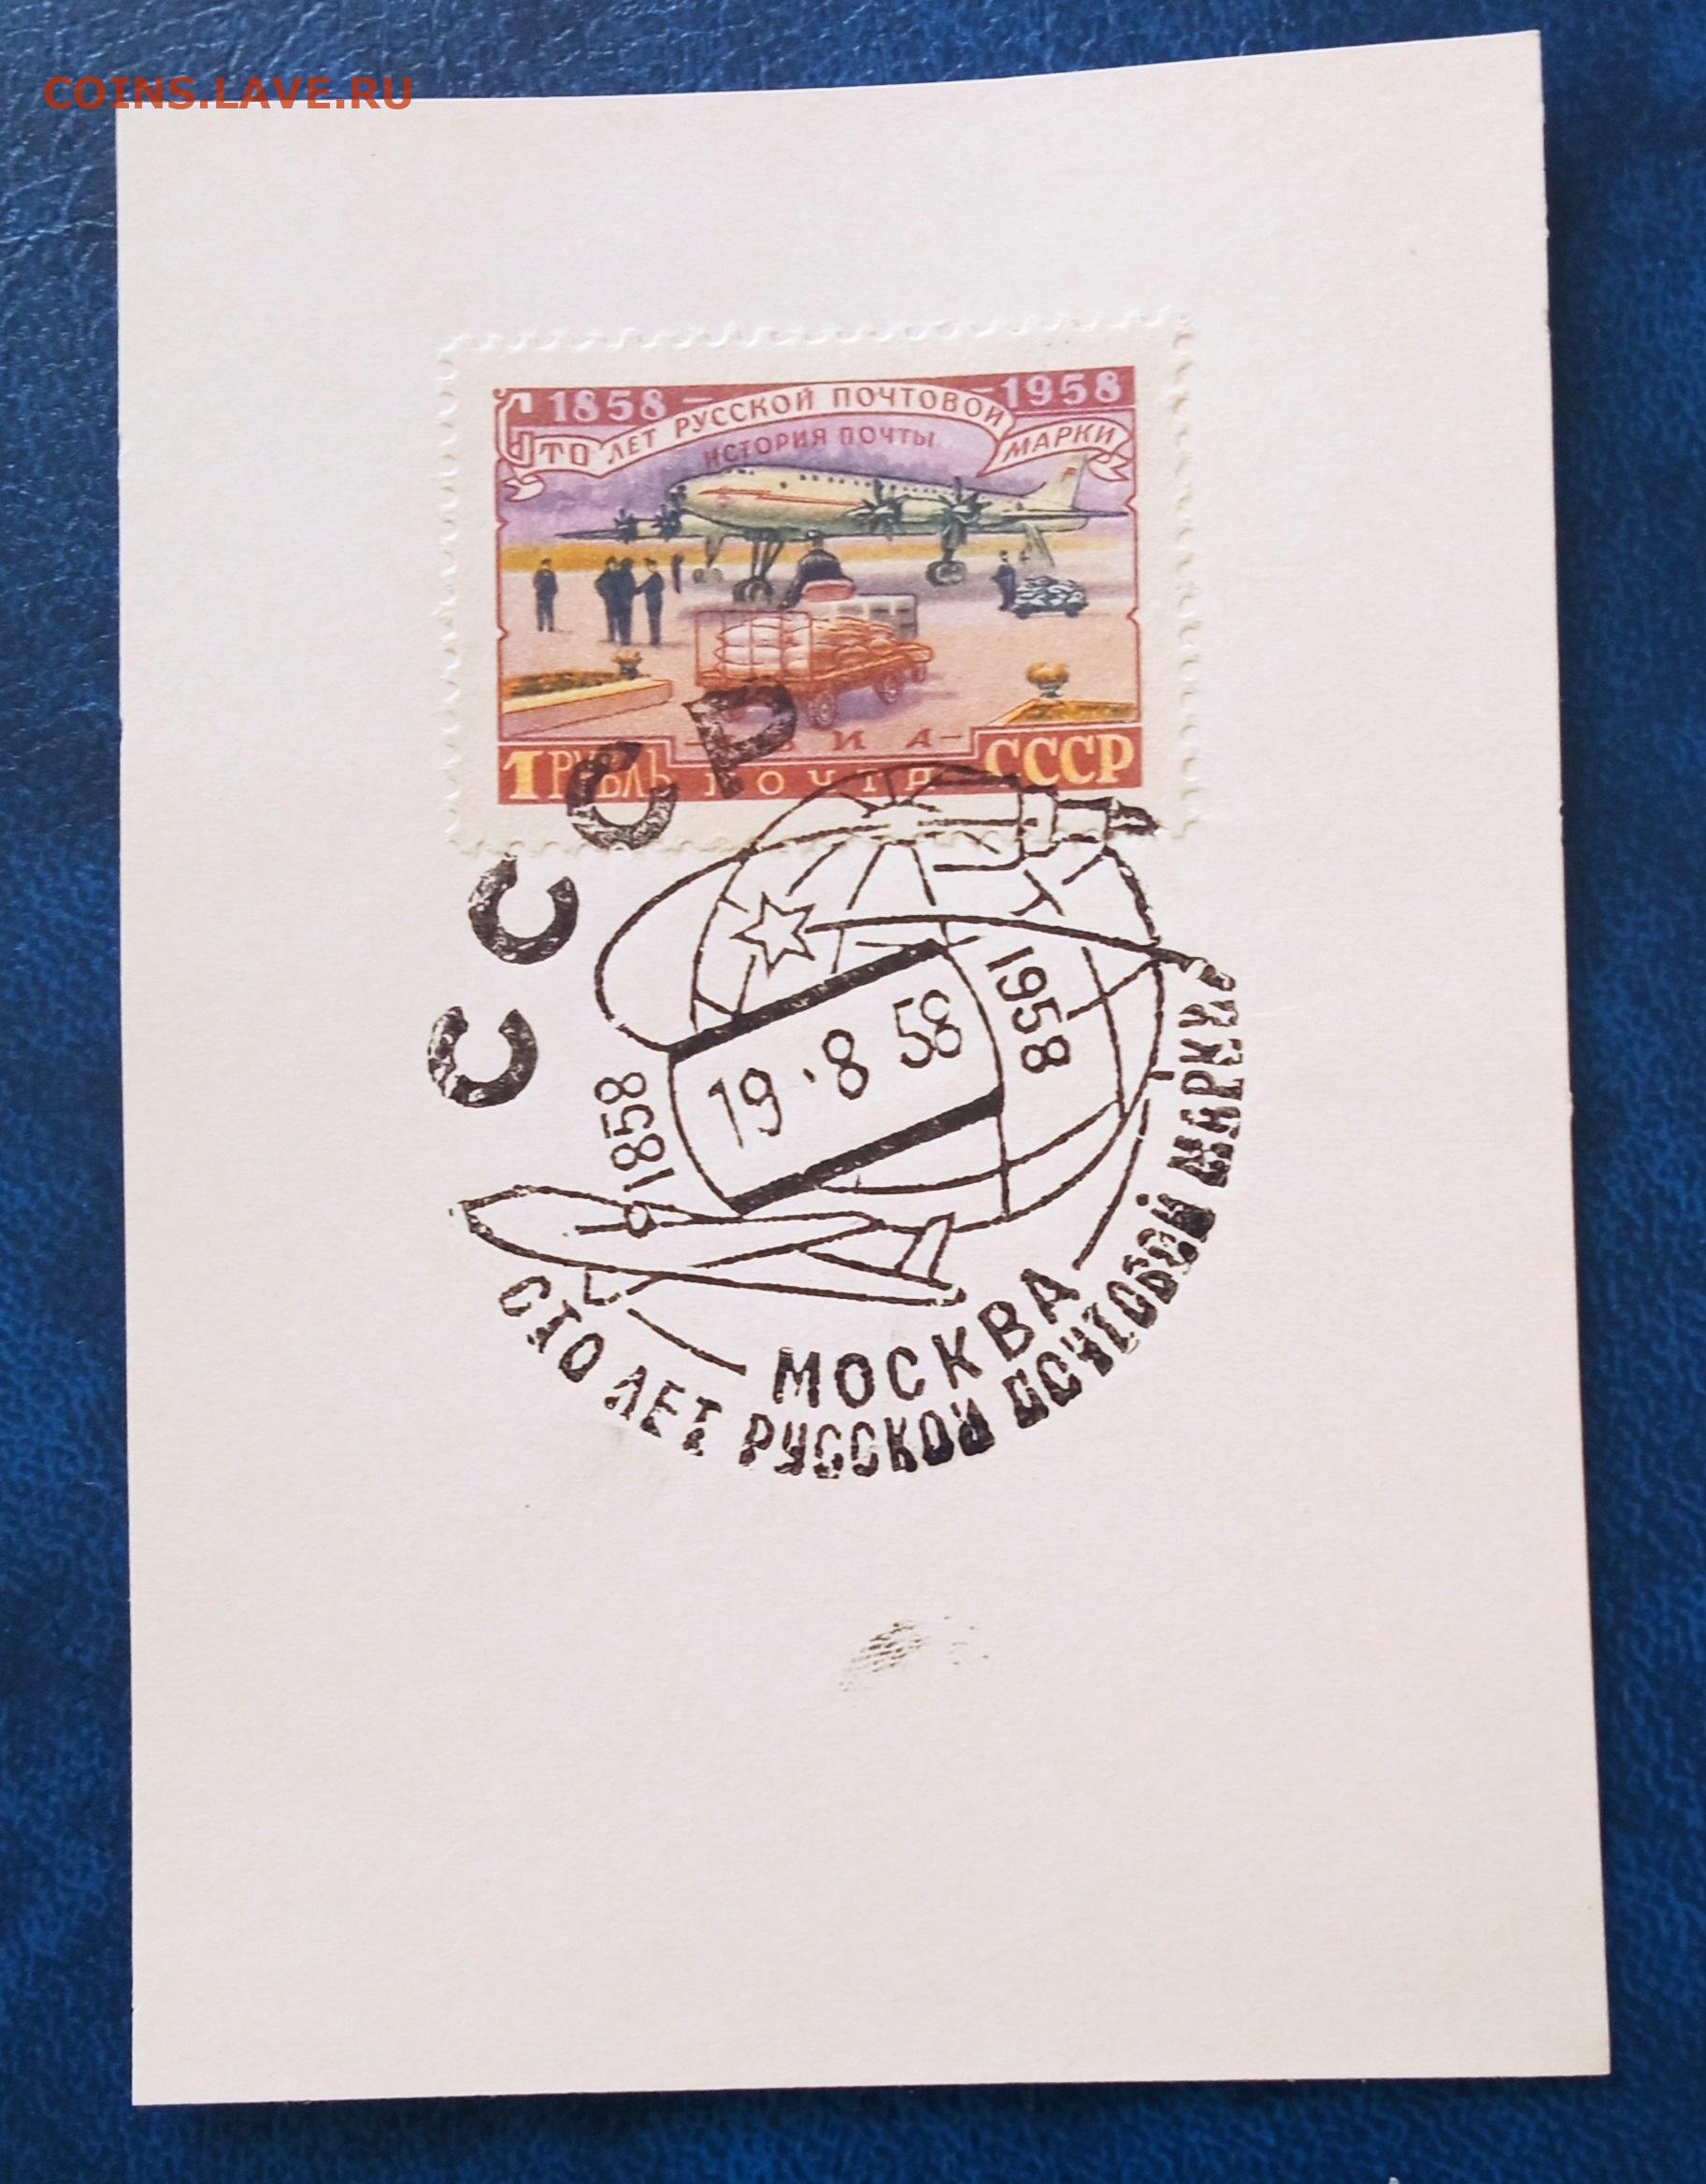 COINS.LAVE.RU
1858 - - 1958
СТО ЛЕТ РУССКОЙ ПОЧТОВОЙ МАРКИ
ИСТОРИЯ ПОЧТЫ
- АВИА -
1 РУБЛЬ ПОЧТА СССР
СССР
1858
19 · 8 58
1958
МОСКВА
СТО ЛЕТ РУССКОЙ ПОЧТОВОЙ МАРКИ